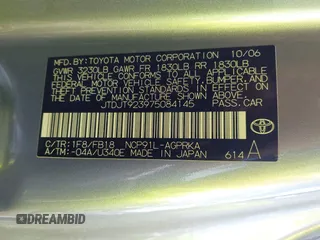 MFD. BY: TOYOTA MOTOR CORPORATION 10/06
GVWR 3230LB GAWR FR 1830LB RR 1830LB
THIS VEHICLE CONFORMS TO ALL APPLICABLE
FEDERAL MOTOR VEHICLE SAFETY, BUMPER, AND
THEFT PREVENTION STANDARDS IN EFFECT ON
THE DATE OF MANUFACTURE SHOWN ABOVE.
JTDJT923975084145 PASS. CAR
C/TR: 1F8/FB18 NCP91L-AGPRKA
A/TM: -04A/U340E MADE IN JAPAN 614 A
DREAMBID